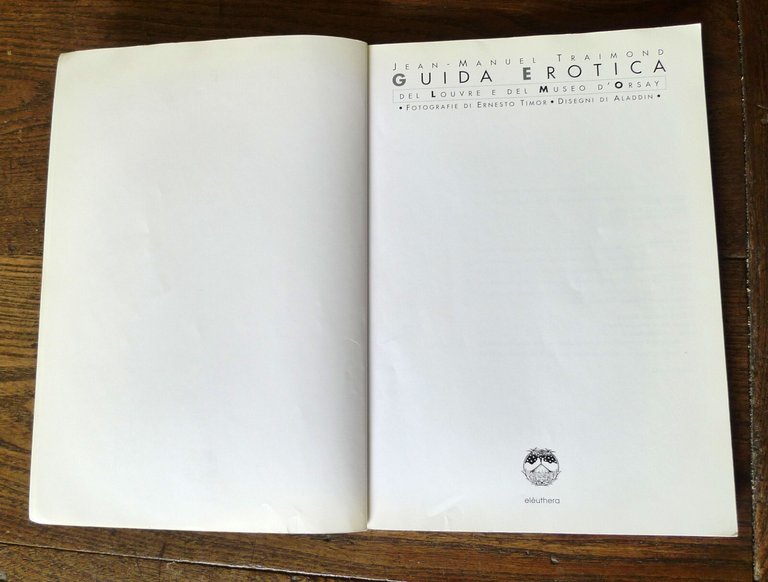 JEAN-MANUEL TRAIMOND
GUIDA EROTICA
DEL LOUVRE E DEL MUSEO D'ORSAY
• FOTOGRAFIE DI ERNESTO TIMOR • DISEGNI DI ALADDIN •
elèuthera